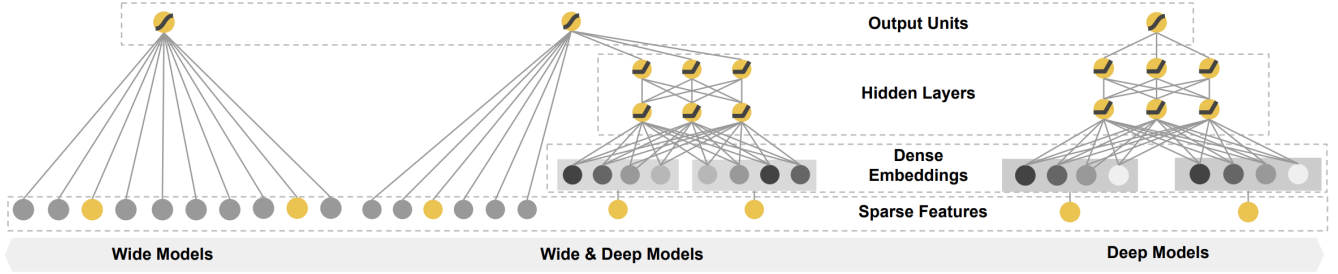 Output Units
Hidden Layers
Dense
Embeddings
Sparse Features
Wide Models
Wide & Deep Models
Deep Models